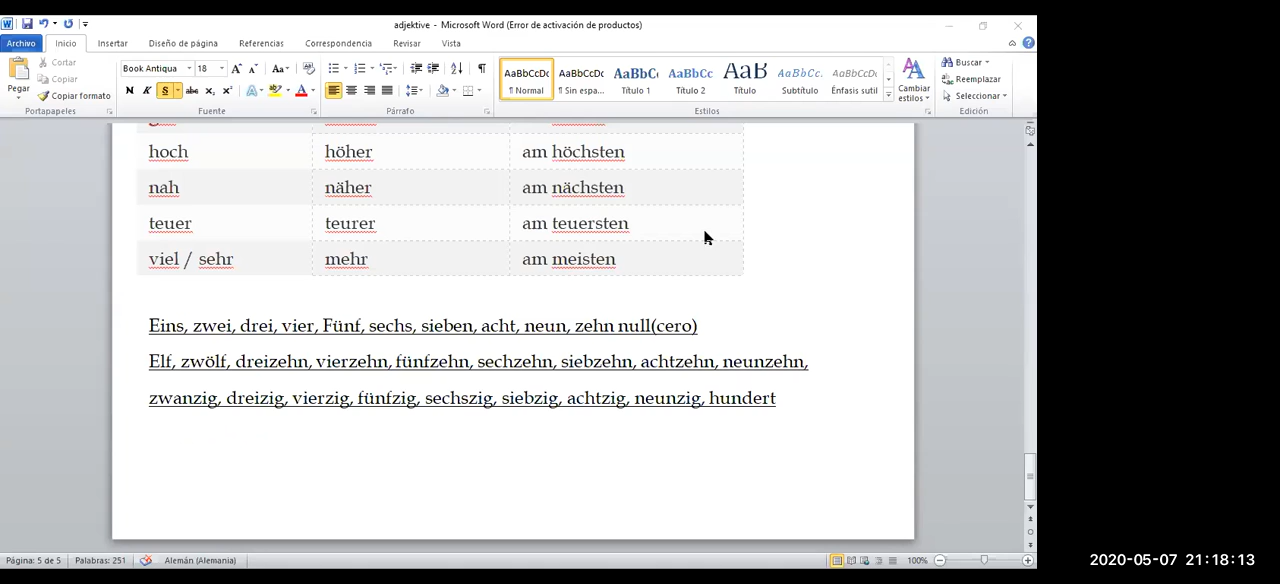 adjektive - Microsoft Word (Error de activación de productos)
Archivo Inicio Insertar Diseño de página Referencias Correspondencia Revisar Vista
Pegar
Cortar
Copiar
Copiar formato
Portapapeles
Book Antiqua 18
Fuente
Párrafo
AaBbCcDc AaBbCcDc AaBbC AaBbCc AaB AaBbCc. AaBbCcDc
¶ Normal ¶ Sin espa... Título 1 Título 2 Título Subtítulo Énfasis sutil
Cambiar estilos
Estilos
Buscar
Reemplazar
Seleccionar
Edición
hoch höher am höchsten
nah näher am nächsten
teuer teurer am teuersten
viel / sehr mehr am meisten
Eins, zwei, drei, vier, Fünf, sechs, sieben, acht, neun, zehn null(cero)
Elf, zwölf, dreizehn, vierzehn, fünfzehn, sechzehn, siebzehn, achtzehn, neunzehn,
zwanzig, dreizig, vierzig, fünfzig, sechszig, siebzig, achtzig, neunzig, hundert
Página: 5 de 5 Palabras: 251 Alemán (Alemania) 100%
2020-05-07 21:18:13